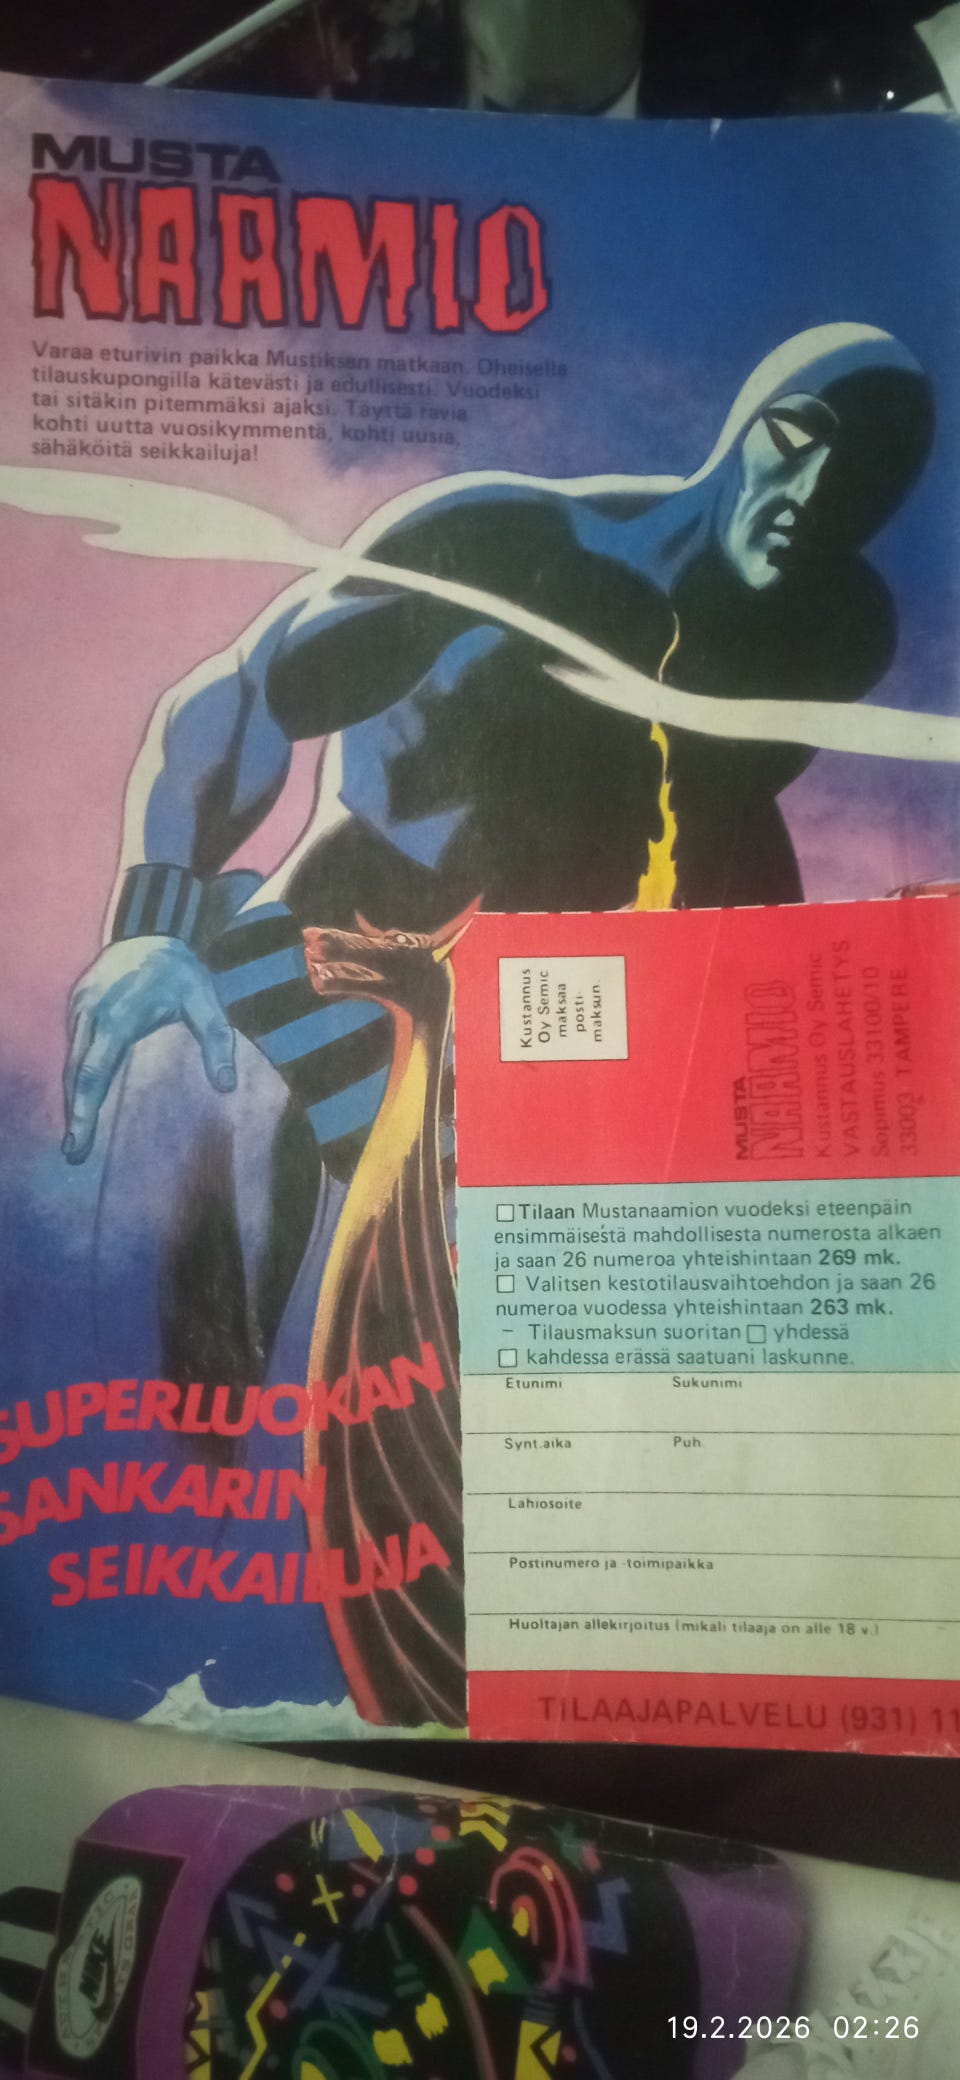 MUSTA
NAAMIO
Varaa eturivin paikka Mustiksen matkaan. Oheisella
tilauskupongilla kätevästi ja edullisesti. Vuodeksi
tai sitäkin pitemmäksi ajaksi. Täyttä ravia
kohti uutta vuosikymmentä, kohti uusia,
sähäköitä seikkailuja!
Kustannus
Oy Semic
maksaa
posti-
maksun.
MUSTA
NAAMIO
Kustannus Oy Semic
VASTAUSLÄHETYS
Sopimus 33100/10
33003 TAMPERE
Tilaan Mustanaamion vuodeksi eteenpäin
ensimmäisestä mahdollisesta numerosta alkaen
ja saan 26 numeroa yhteishintaan 269 mk.
Valitsen kestotilausvaihtoehdon ja saan 26
numeroa vuodessa yhteishintaan 263 mk.
– Tilausmaksun suoritan yhdessä
kahdessa erässä saatuani laskunne.
Etunimi Sukunimi
Synt.aika Puh.
Lähiosoite
Postinumero ja -toimipaikka
Huoltajan allekirjoitus (mikäli tilaaja on alle 18 v.)
TILAAJAPALVELU (931) 11
SUPERLUOKAN
SANKARIN
SEIKKAILUJA
NIKE
19.2.2026 02:26